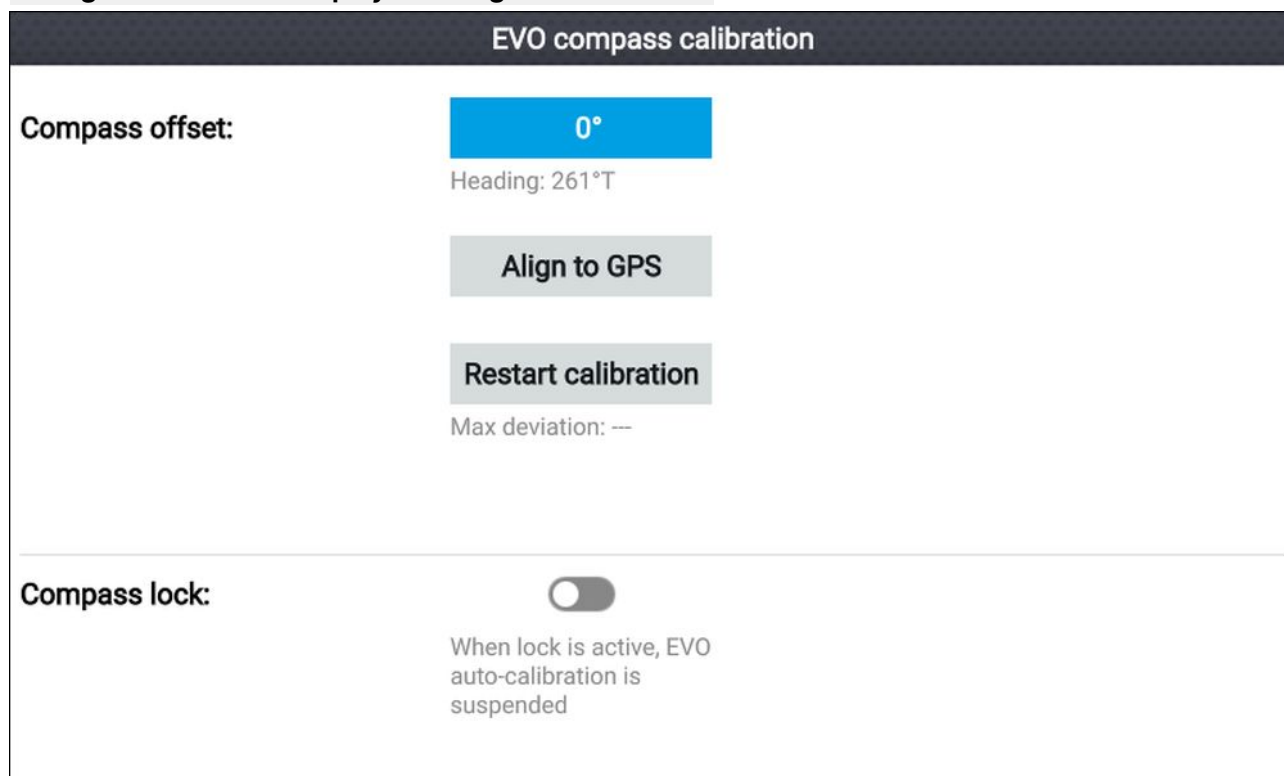 EVO compass calibration
Compass offset:
0°
Heading: 261°T
Align to GPS
Restart calibration
Max deviation: ---
Compass lock:
When lock is active, EVO
auto-calibration is
suspended